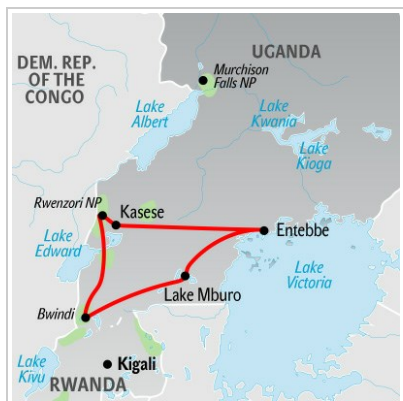 UGANDA
DEM. REP.
OF THE
CONGO
Murchison
Falls NP
Lake
Albert
Lake
Kwania
Lake
Kioga
Rwenzori NP
Kasese
Entebbe
Lake
Edward
Lake
Victoria
Lake Mburo
Bwindi
Kigali
Lake
Kivu
RWANDA